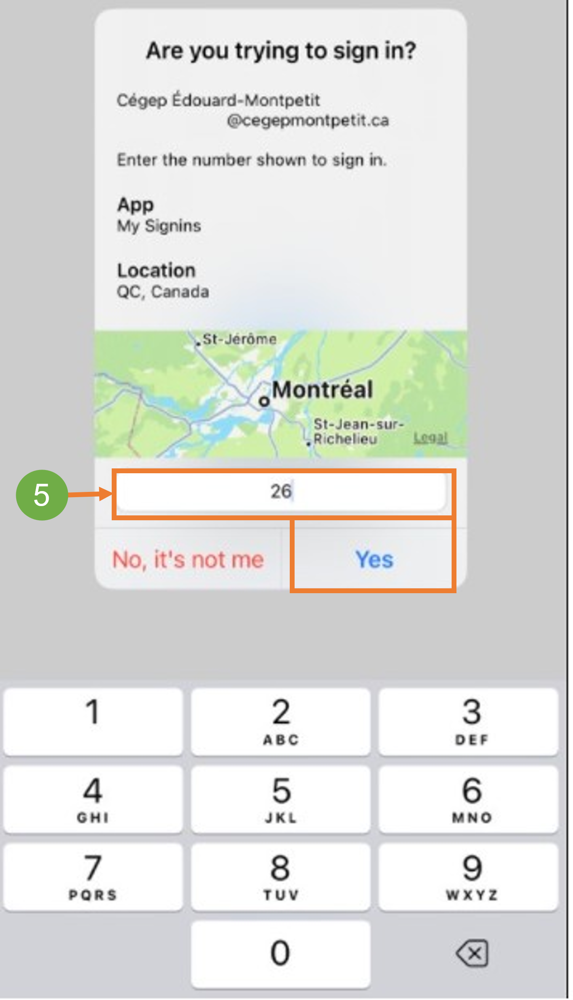 Are you trying to sign in?
Cégep Édouard-Montpetit
@cegepmontpetit.ca
Enter the number shown to sign in.
App
My Signins
Location
QC, Canada
St-Jérôme
Montréal
St-Jean-sur-
Richelieu
Legal
5
26
No, it's not me
Yes
1
2
ABC
3
DEF
4
GHI
5
JKL
6
MNO
7
PQRS
8
TUV
9
WXYZ
0